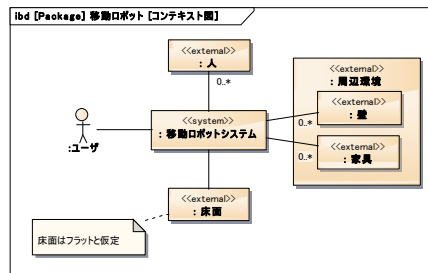 ibd [Package] 移動ロボット [コンテキスト図]
<<external>>
: 人
0..*
<<external>>
: 周辺環境
<<external>>
: 壁
0..*
<<system>>
: 移動ロボットシステム
:ユーザ
<<external>>
: 家具
0..*
<<external>>
: 床面
床面はフラットと仮定